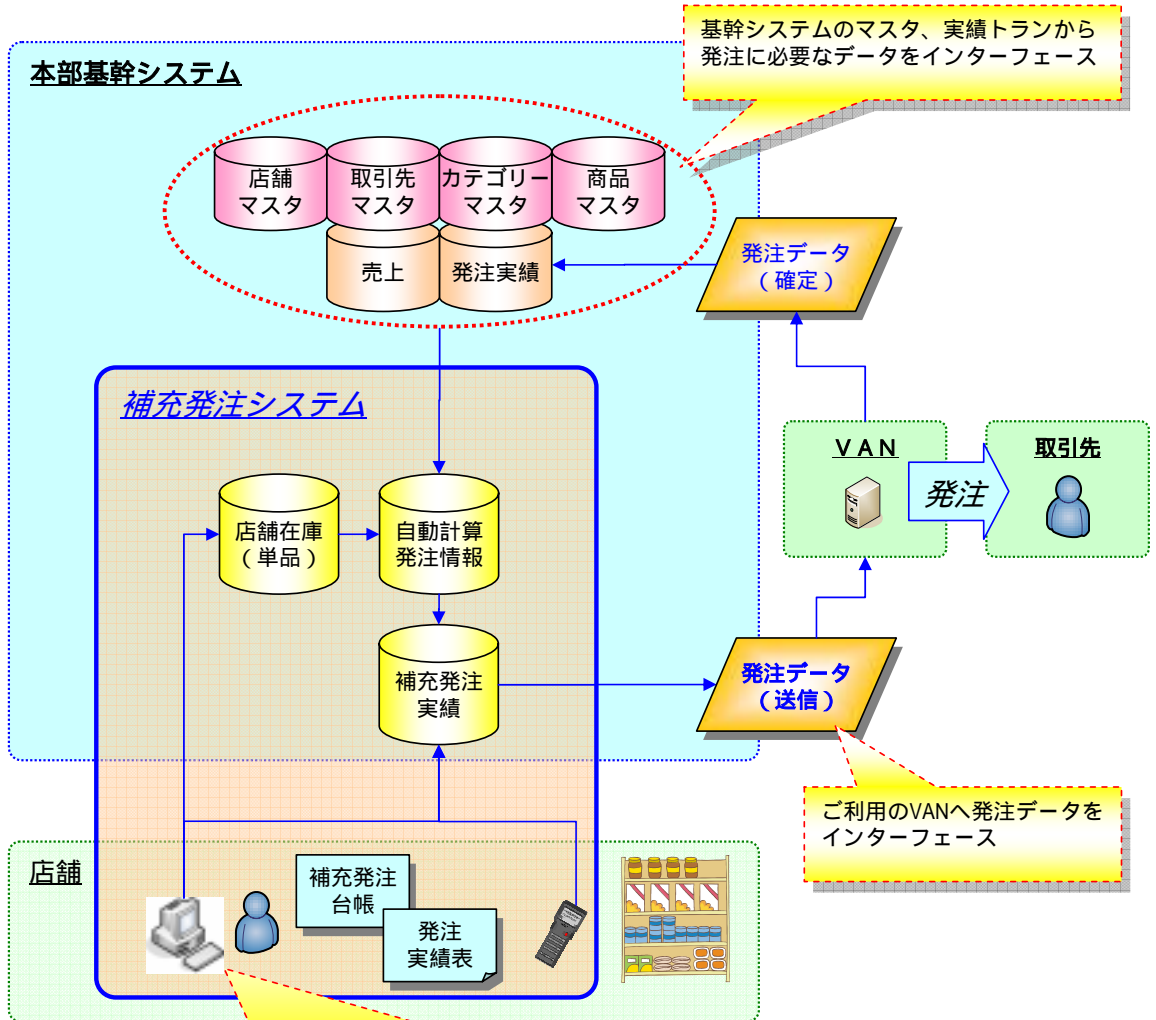 基幹システムのマスタ、実績トランから
発注に必要なデータをインターフェース
本部基幹システム
店舗
マスタ
取引先
マスタ
カテゴリー
マスタ
商品
マスタ
売上
発注実績
発注データ
(確定)
補充発注システム
VAN
取引先
発注
店舗在庫
(単品)
自動計算
発注情報
補充発注
実績
発注データ
(送信)
ご利用のVANへ発注データを
インターフェース
店舗
補充発注
台帳
発注
実績表